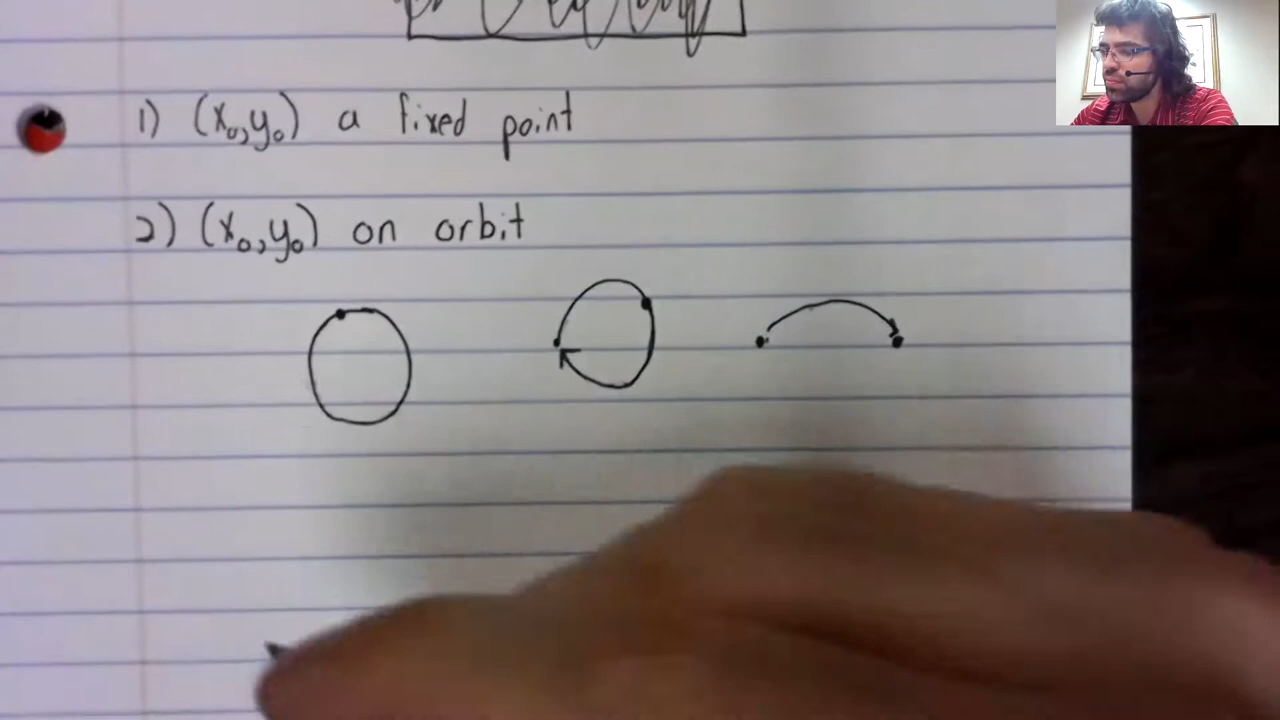 1) (x₀,y₀) a fixed point
2) (x₀,y₀) on orbit